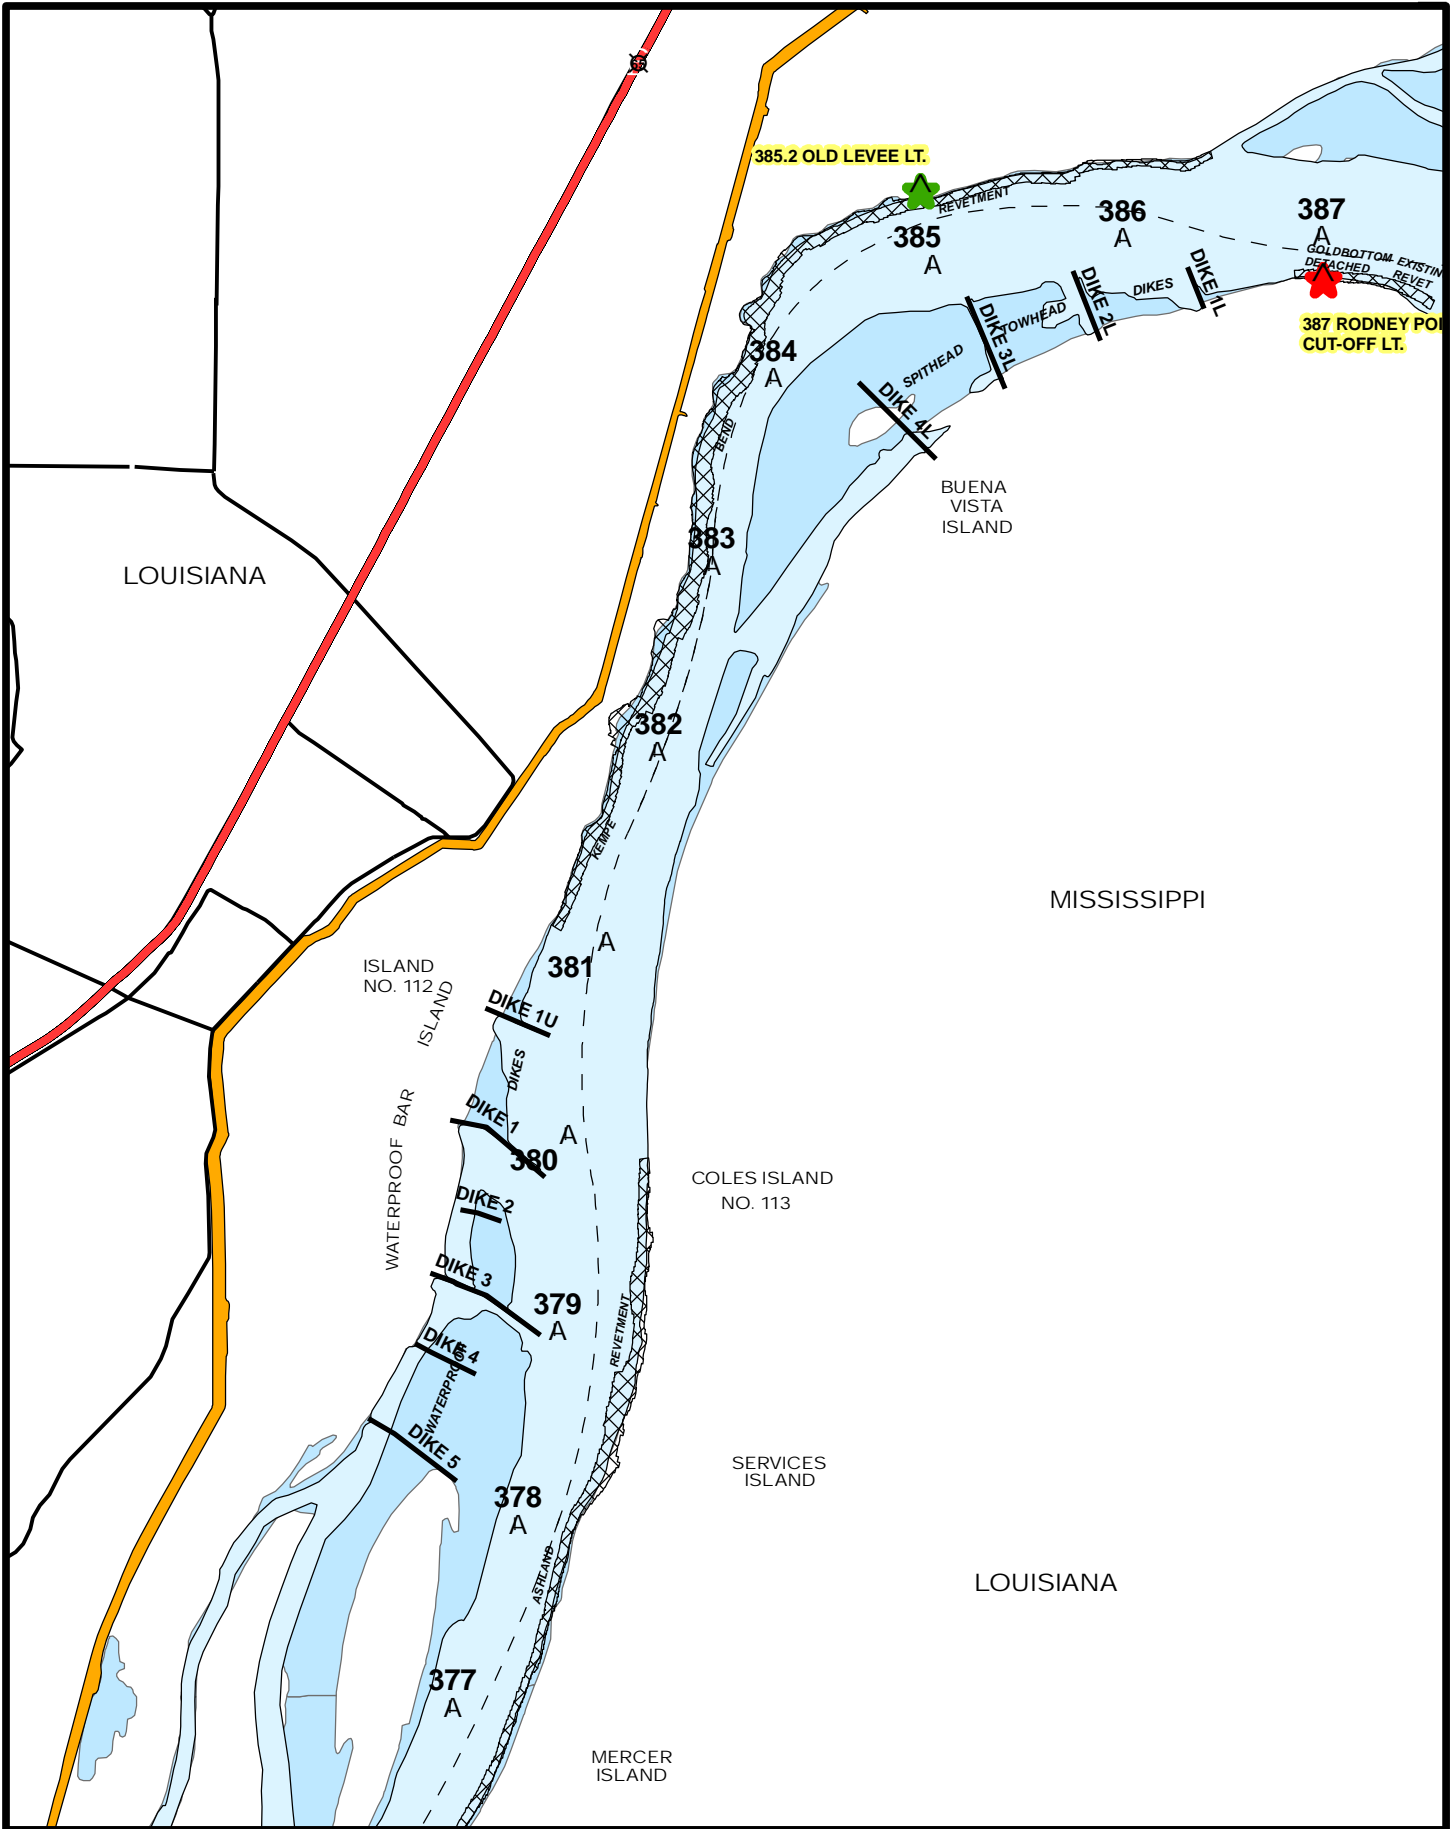 65
385.2 OLD LEVEE LT.
REVETMENT
385
A
386
A
387
A
GOLDBOTTOM EXISTIN
DETACHED REVET
387 RODNEY POI
CUT-OFF LT.
DIKE 1L
DIKES
DIKE 2L
TOWHEAD
DIKE 3L
SPITHEAD
DIKE 4L
384
A
BEND
BUENA
VISTA
ISLAND
383
A
LOUISIANA
382
A
KEMPE
MISSISSIPPI
A
381
ISLAND
NO. 112
DIKE 1U
WATERPROOF BAR ISLAND
DIKES
DIKE 1
A
380
COLES ISLAND
NO. 113
DIKE 2
DIKE 3
379
A
REVETMENT
DIKE 4
WATERPROOF
DIKE 5
SERVICES
ISLAND
378
A
ASHLAND
LOUISIANA
377
A
MERCER
ISLAND